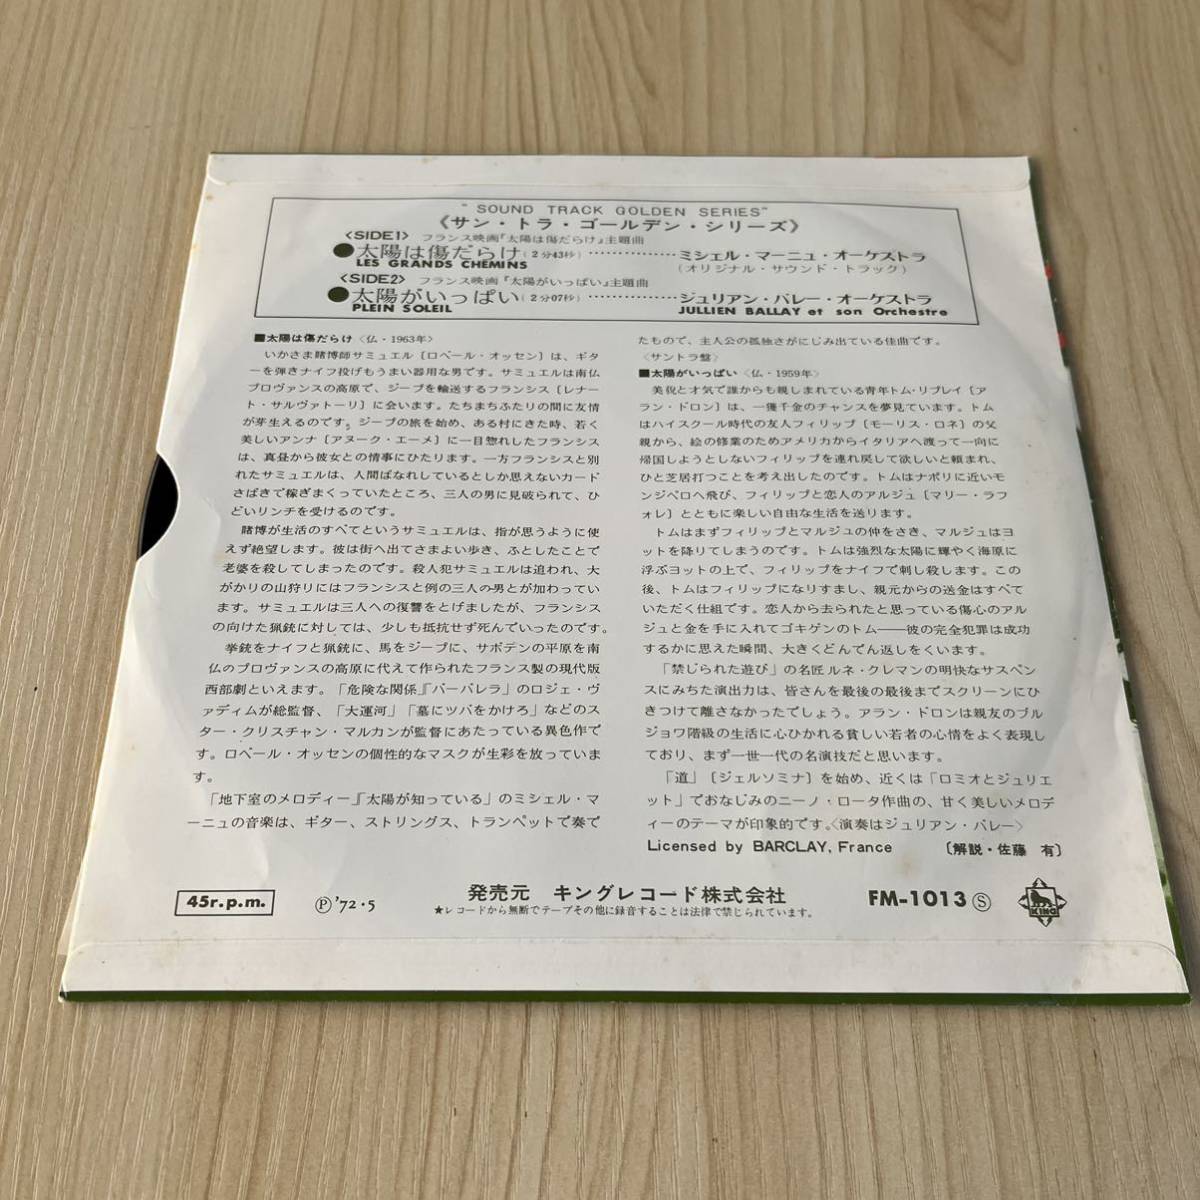 "SOUND TRACK GOLDEN SERIES"
《サン・トラ・ゴールデン・シリーズ》
〈SIDE1〉 フランス映画『太陽は傷だらけ』主題曲
●太陽は傷だらけ(2分43秒)……………ミシェル・マーニュ・オーケストラ
LES GRANDS CHEMINS (オリジナル・サウンド・トラック)
〈SIDE2〉 フランス映画『太陽がいっぱい』主題曲
●太陽がいっぱい(2分07秒)……………ジュリアン・バレー・オーケストラ
PLEIN SOLEIL JULLIEN BALLAY et son Orchestre
■太陽は傷だらけ〈仏・1963年〉
いかさま賭博師サミュエル〔ロベール・オッセン〕は、ギタ
ーを弾きナイフ投げもうまい器用な男です。サミュエルは南仏
プロヴァンスの高原で、ジープを輸送するフランシス〔レナー
ト・サルヴァトーリ〕に会います。たちまちふたりの間に友情
が芽生えるのです。ジープの旅を始め、ある村にきた時、若く
美しいアンナ〔アヌーク・エーメ〕に一目惚れしたフランシス
は、真昼から彼女との情事にひたります。一方フランシスと別
れたサミュエルは、人間ばなれしているとしか思えないカード
さばきで稼ぎまくっていたところ、三人の男に見破られて、ひ
どいリンチを受けるのです。
賭博が生活のすべてというサミュエルは、指が思うように使
えず絶望します。彼は街へ出てさまよい歩き、ふとしたことで
老婆を殺してしまったのです。殺人犯サミュエルは追われ、大
がかりの山狩りにはフランシスと例の三人の男とが加わってい
ます。サミュエルは三人への復讐をとげましたが、フランシス
の向けた猟銃に対しては、少しも抵抗せず死んでいったのです。
拳銃をナイフと猟銃に、馬をジープに、サボテンの平原を南
仏のプロヴァンスの高原に代えて作られたフランス製の現代版
西部劇といえます。「危険な関係』『バーバレラ」のロジェ・ヴ
ァディムが総監督、「大運河」「墓にツバをかけろ」などのス
ター・クリスチャン・マルカンが監督にあたっている異色作で
す。ロベール・オッセンの個性的なマスクが生彩を放っていま
す。
「地下室のメロディー』『太陽が知っている」のミシェル・マ
ーニュの音楽は、ギター、ストリングス、トランペットで奏で
たもので、主人公の孤独さがにじみ出ている佳曲です。
〈サントラ盤〉
■太陽がいっぱい〈仏・1959年〉
美貌と才気で誰からも親しまれている青年トム・リプレイ〔ア
ラン・ドロン〕は、一獲千金のチャンスを夢見ています。トム
はハイスクール時代の友人フィリップ〔モーリス・ロネ〕の父
親から、絵の修業のためアメリカからイタリアへ渡って一向に
帰国しようとしないフィリップを連れ戻して欲しいと頼まれ、
ひと芝居打つことを考え出したのです。トムはナポリに近いモ
ンジベロへ飛び、フィリップと恋人のアルジュ〔マリー・ラフ
ォレ〕とともに楽しい自由な生活を送ります。
トムはまずフィリップとマルジュの仲をさき、マルジュはヨ
ットを降りてしまうのです。トムは強烈な太陽に輝やく海原に
浮ぶヨットの上で、フィリップをナイフで刺し殺します。この
後、トムはフィリップになりすまし、親元からの送金はすべて
いただく仕組です。恋人から去られたと思っている傷心のアル
ジュと金を手に入れてゴキゲンのトム――彼の完全犯罪は成功
するかに思えた瞬間、大きくどんでん返しをくいます。
「禁じられた遊び」の名匠ルネ・クレマンの明快なサスペン
スにみちた演出力は、皆さんを最後の最後までスクリーンにひ
きつけて離さなかったでしょう。アラン・ドロンは親友のブル
ジョワ階級の生活に心ひかれる貧しい若者の心情をよく表現し
ており、まず一世一代の名演技だと思います。
「道」〔ジェルソミナ〕を始め、近くは「ロミオとジュリエ
ット」でおなじみのニーノ・ロータ作曲の、甘く美しいメロデ
ィーのテーマが印象的です。〈演奏はジュリアン・バレー〉
Licensed by BARCLAY, France 〔解説・佐藤 有〕
45r.p.m. Ⓟ'72・5 発売元 キングレコード株式会社 FM-1013 Ⓢ KING
★レコードから無断でテープその他に録音することは法律で禁じられています。